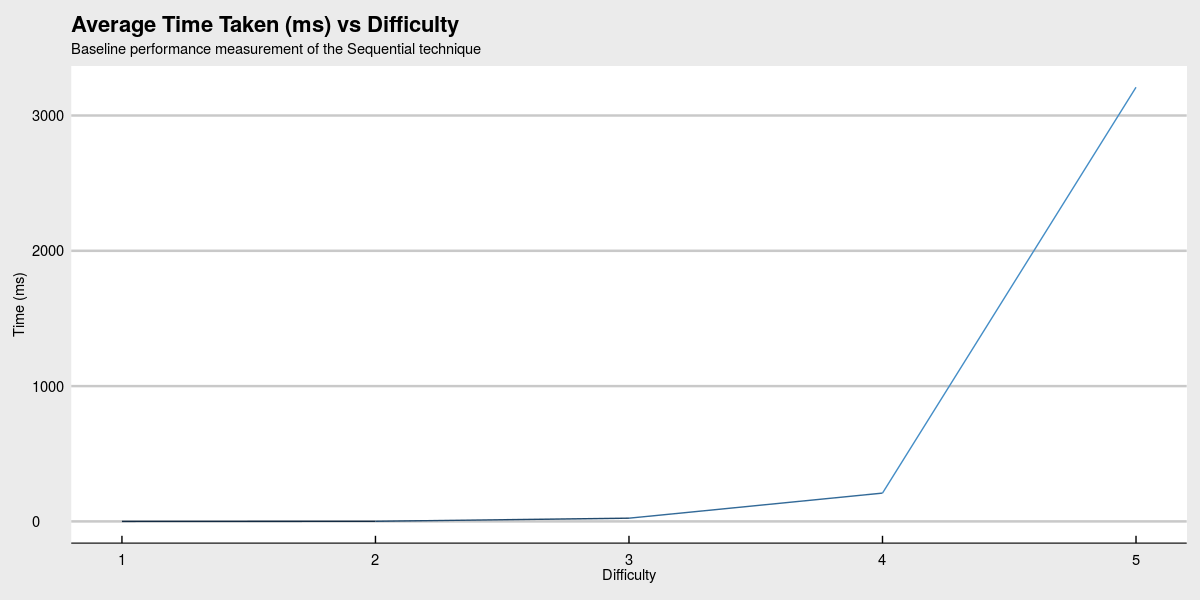 Average Time Taken (ms) vs Difficulty
Baseline performance measurement of the Sequential technique
3000
2000
1000
0
Time (ms)
1 2 3 4 5
Difficulty